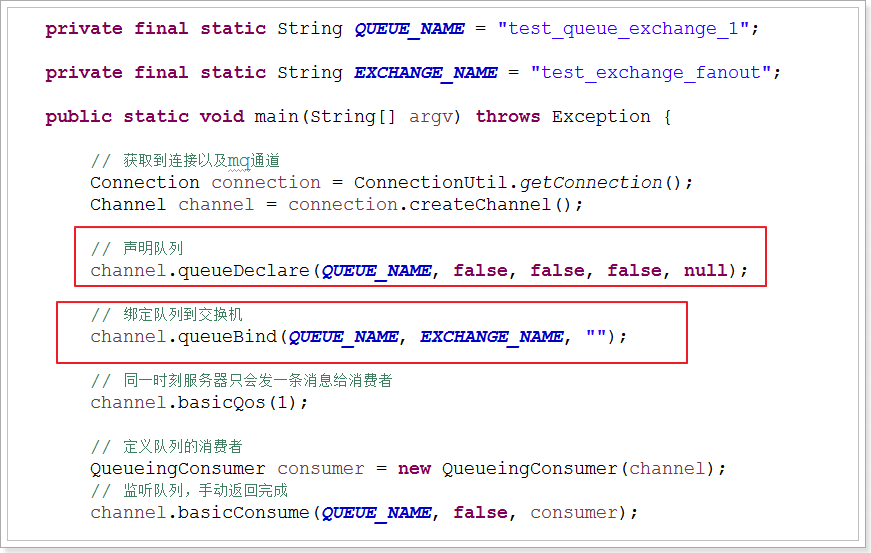 private final static String QUEUE_NAME = "test_queue_exchange_1";
private final static String EXCHANGE_NAME = "test_exchange_fanout";
public static void main(String[] argv) throws Exception {
// 获取到连接以及mq通道
Connection connection = ConnectionUtil.getConnection();
Channel channel = connection.createChannel();
// 声明队列
channel.queueDeclare(QUEUE_NAME, false, false, false, null);
// 绑定队列到交换机
channel.queueBind(QUEUE_NAME, EXCHANGE_NAME, "");
// 同一时刻服务器只会发一条消息给消费者
channel.basicQos(1);
// 定义队列的消费者
QueueingConsumer consumer = new QueueingConsumer(channel);
// 监听队列，手动返回完成
channel.basicConsume(QUEUE_NAME, false, consumer);